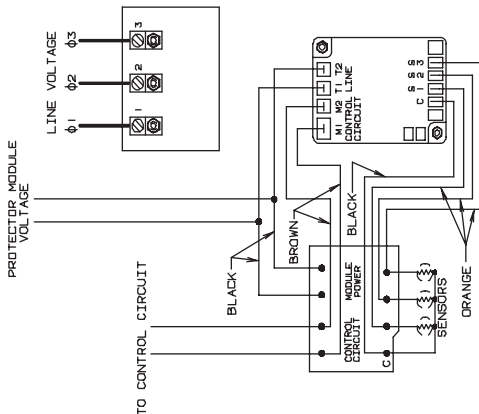 PROTECTOR MODULE
VOLTAGE
LINE VOLTAGE
ϕ1 ϕ2 ϕ3
1 2 3
TO CONTROL CIRCUIT
BLACK
BROWN
BLACK
M1 M2 T1 T2
CONTROL LINE
CIRCUIT
S S S
C 1 2 3
CONTROL
CIRCUIT
MODULE
POWER
C
SENSORS
ORANGE